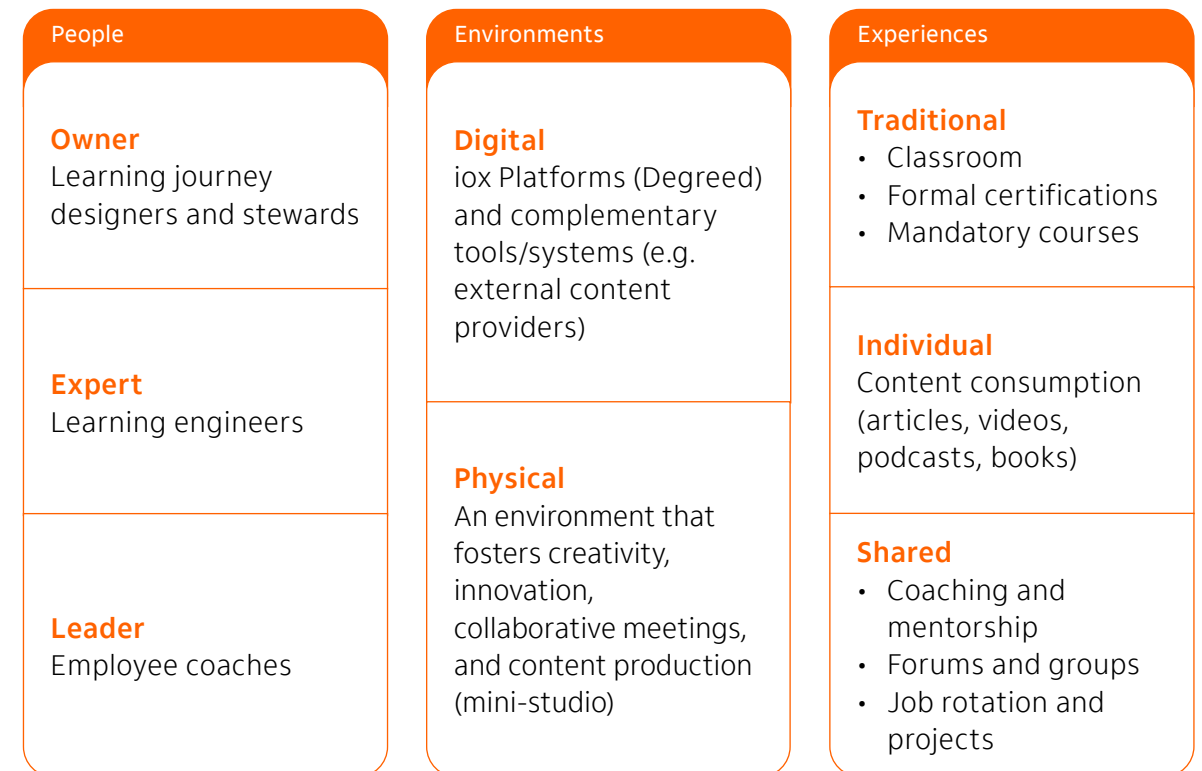 People
Owner
Learning journey
designers and stewards
Expert
Learning engineers
Leader
Employee coaches
Environments
Digital
iox Platforms (Degreed)
and complementary
tools/systems (e.g.
external content
providers)
Physical
An environment that
fosters creativity,
innovation,
collaborative meetings,
and content production
(mini-studio)
Experiences
Traditional
• Classroom
• Formal certifications
• Mandatory courses
Individual
Content consumption
(articles, videos,
podcasts, books)
Shared
• Coaching and
mentorship
• Forums and groups
• Job rotation and
projects